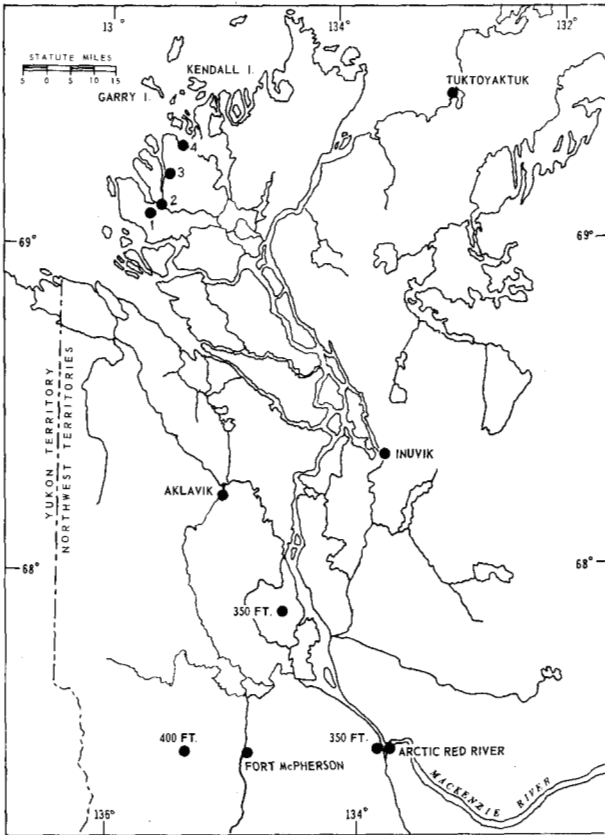 13
134
132
STATUTE MILES
5 0 5 10 15
KENDALL I.
GARRY I.
TUKTOYAKTUK
4
3
2
1
69
69°
YUKON TERRITORY
NORTHWEST TERRITORIES
INUVIK
AKLAVIK
68
68°
350 FT.
400 FT.
350 FT.
FORT McPHERSON
ARCTIC RED RIVER
MACKENZIE RIVER
136°
134